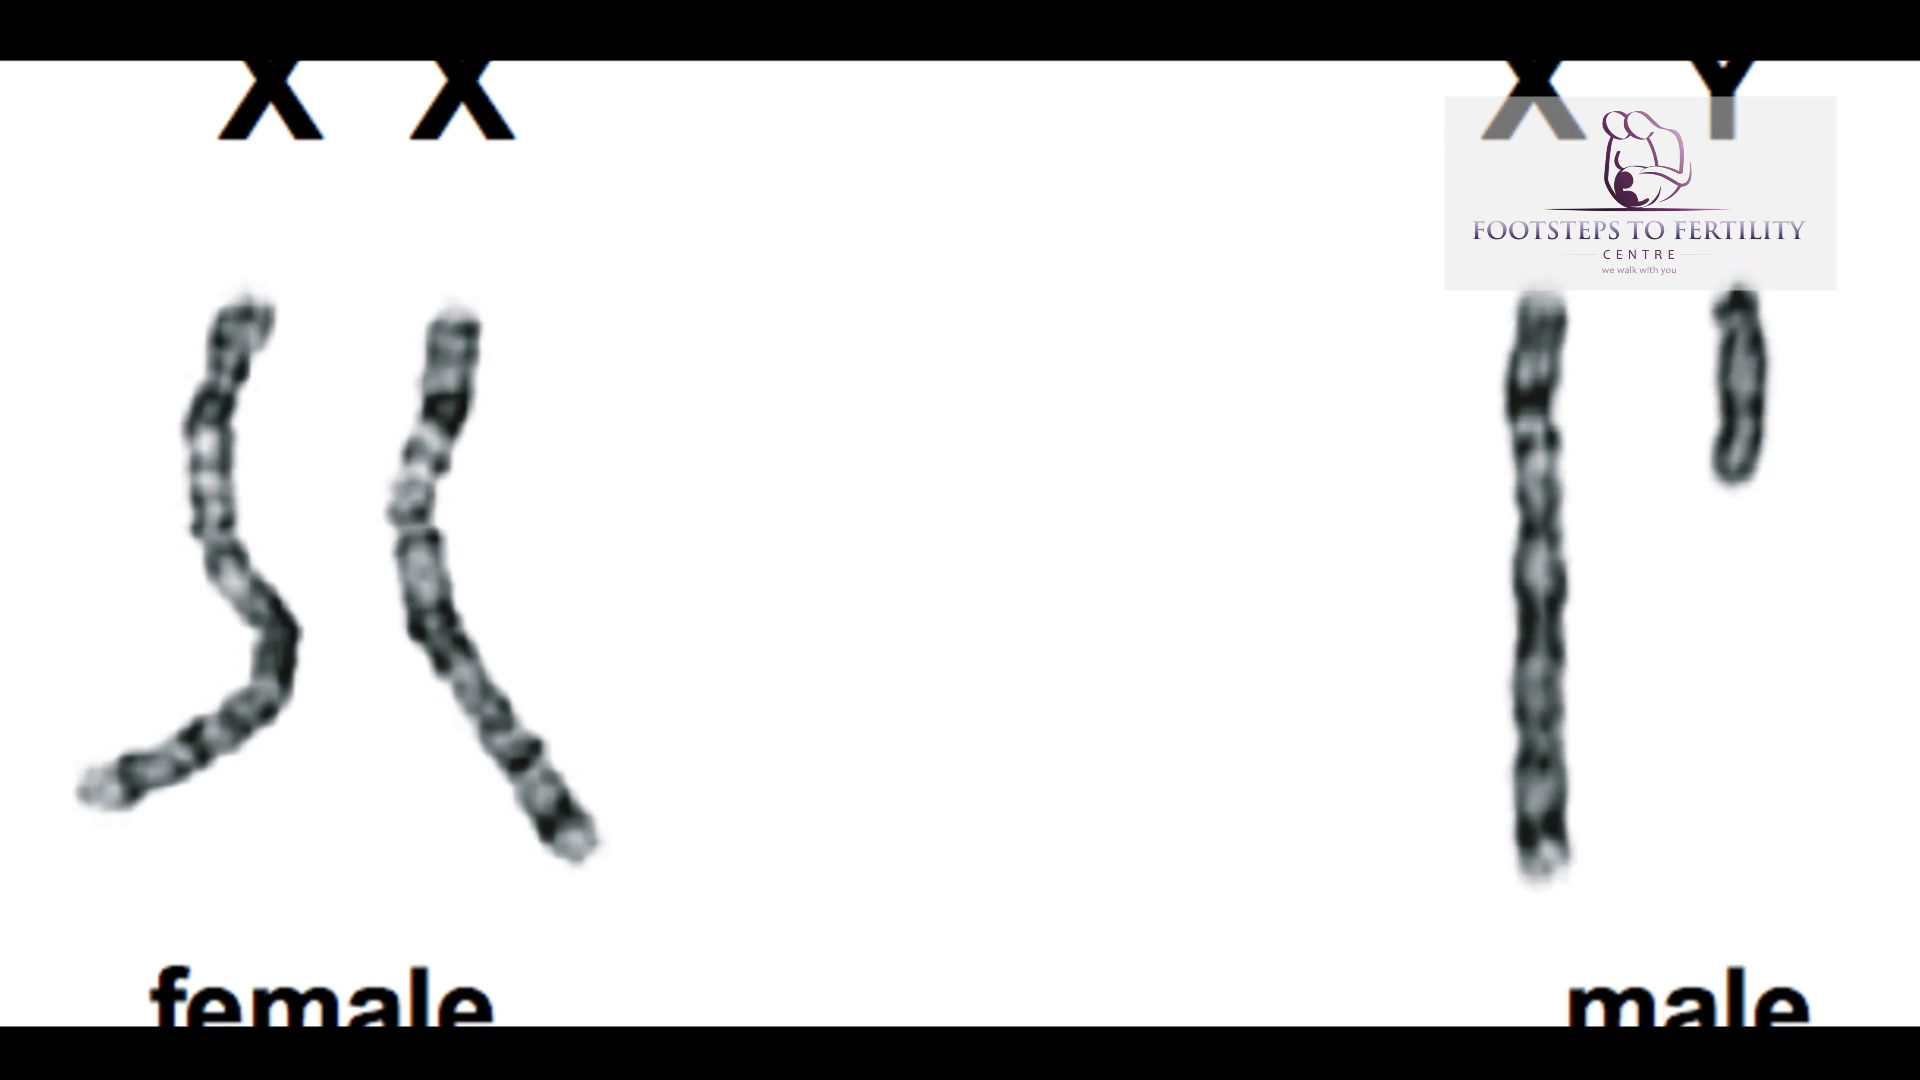 X X
X Y
FOOTSTEPS TO FERTILITY
CENTRE
we walk with you
female
male